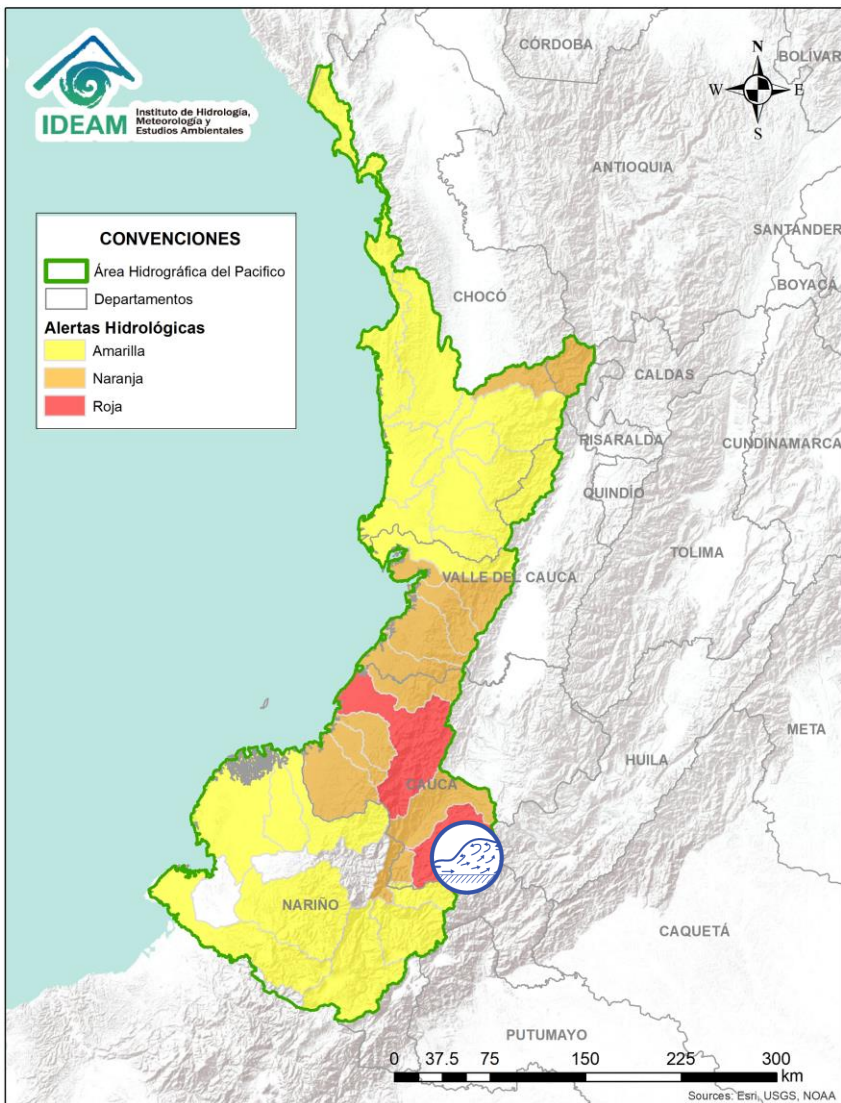 IDEAM
Instituto de Hidrología,
Meteorología y
Estudios Ambientales
CÓRDOBA
BOLÍVAR
N
W
E
S
ANTIOQUIA
SANTANDER
CONVENCIONES
Área Hidrográfica del Pacifico
Departamentos
Alertas Hidrológicas
Amarilla
Naranja
Roja
BOYACÁ
CHOCÓ
CALDAS
RISARALDA
CUNDINAMARCA
QUINDÍO
TOLIMA
VALLE DEL CAUCA
META
HUILA
CAUCA
NARIÑO
CAQUETÁ
PUTUMAYO
0 37.5 75 150 225 300
km
Sources: Esri, USGS, NOAA